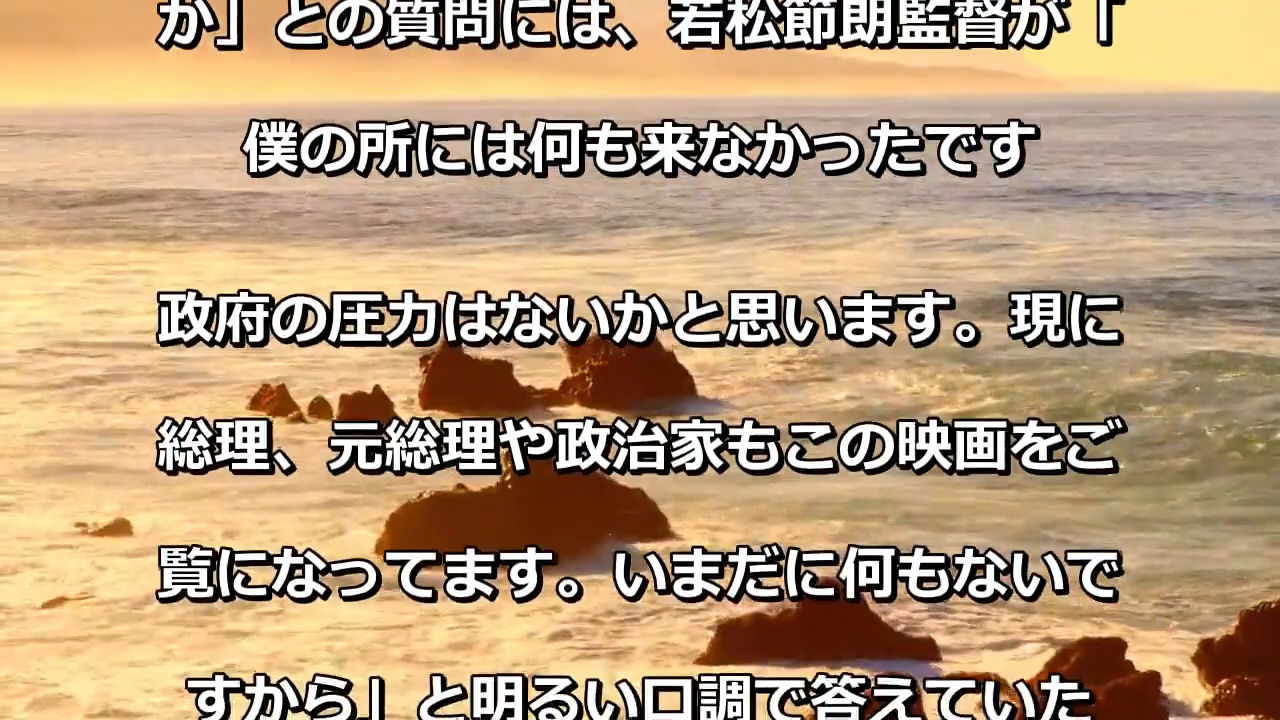 か」との質問には、若松節朗監督が「
僕の所には何も来なかったです
政府の圧力はないかと思います。現に
総理、元総理や政治家もこの映画をご
覧になってます。いまだに何もないで
すから」と明るい口調で答えていた